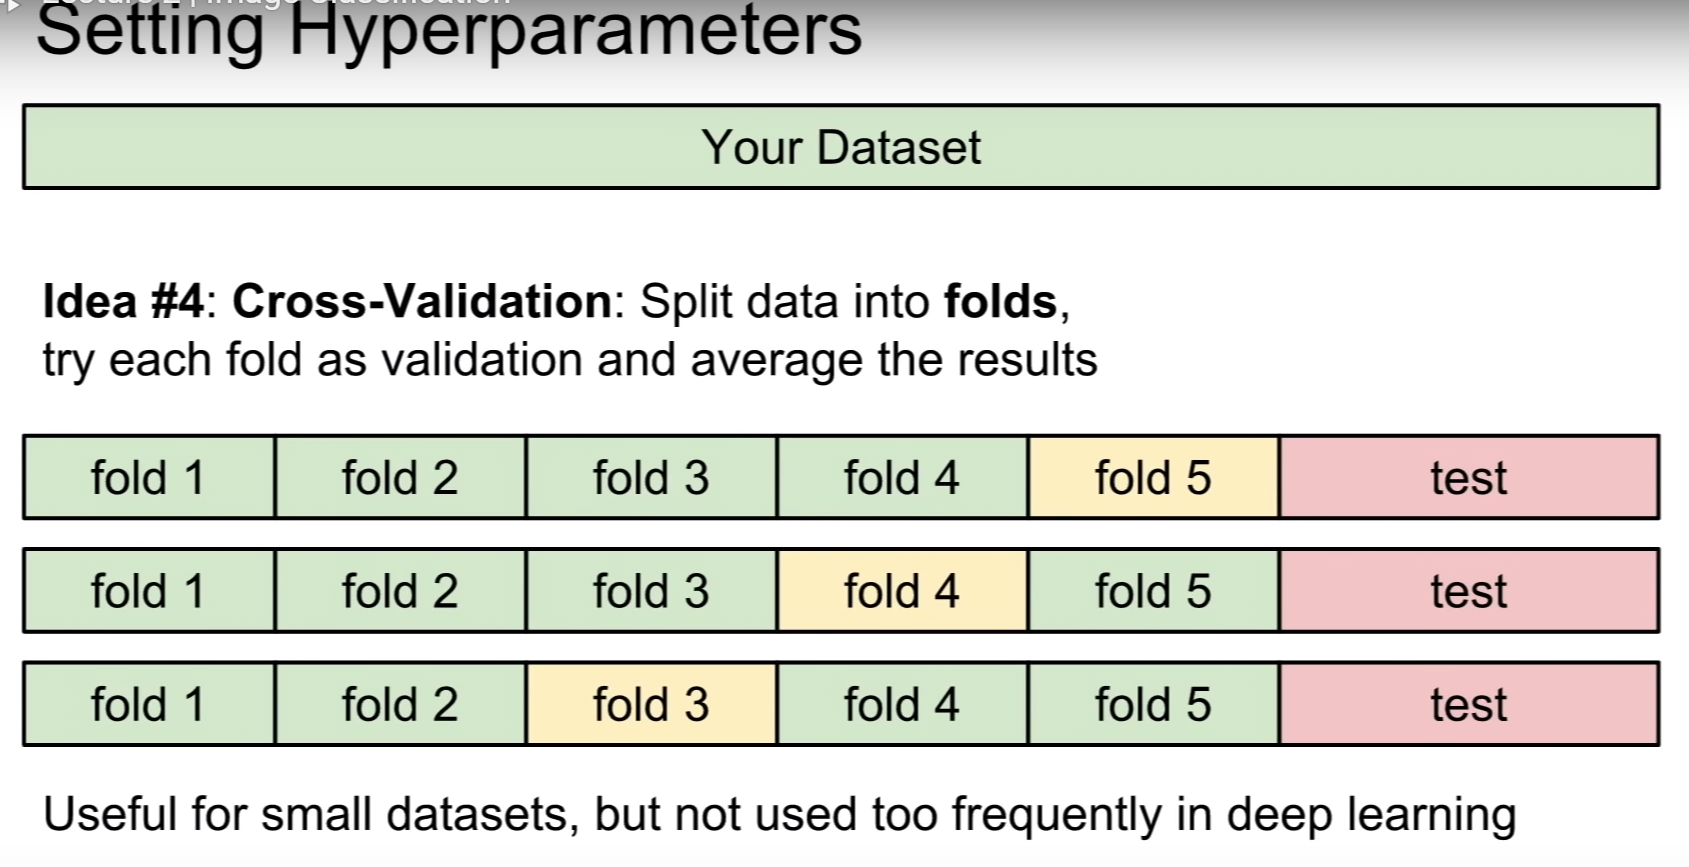 Setting Hyperparameters
Your Dataset
Idea #4: Cross-Validation: Split data into folds,
try each fold as validation and average the results
fold 1 fold 2 fold 3 fold 4 fold 5 test
fold 1 fold 2 fold 3 fold 4 fold 5 test
fold 1 fold 2 fold 3 fold 4 fold 5 test
Useful for small datasets, but not used too frequently in deep learning